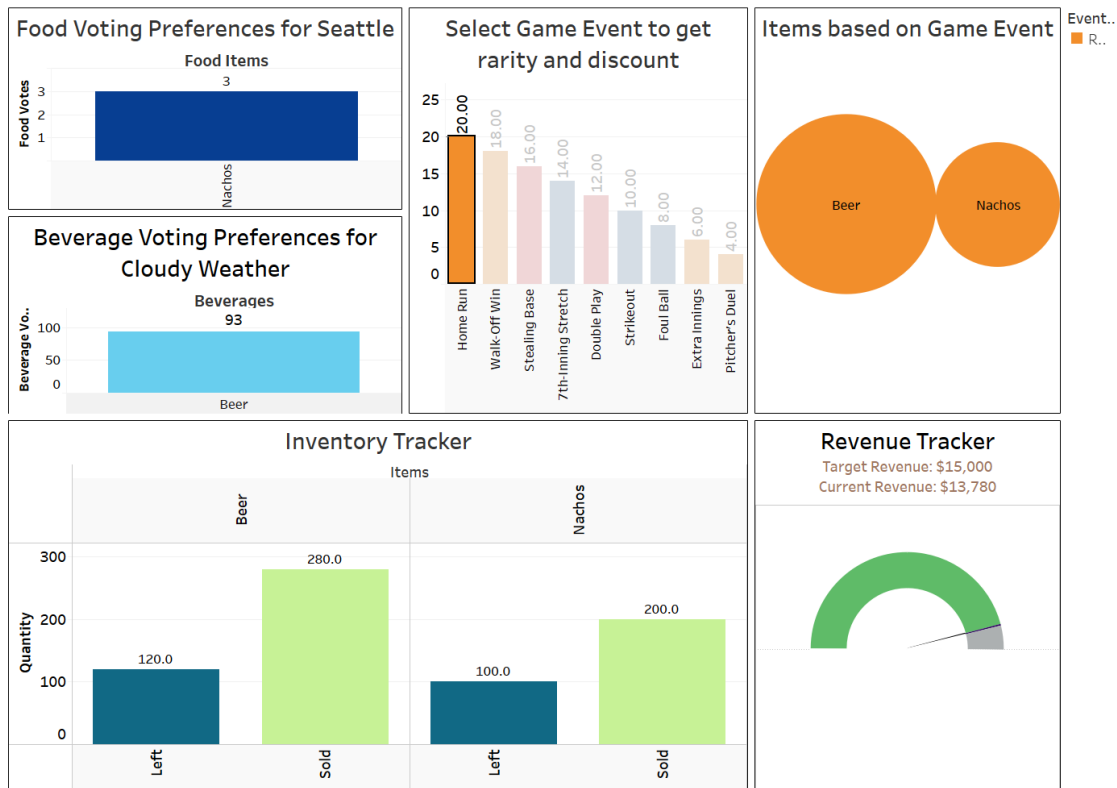 Food Voting Preferences for Seattle
Food Items
3
Food Votes
3
2
1
Nachos
Beverage Voting Preferences for
Cloudy Weather
Beverages
93
Beverage Vo..
100
50
0
Beer
Select Game Event to get
rarity and discount
25
20
15
10
5
0
20.00
18.00
16.00
14.00
12.00
10.00
8.00
6.00
4.00
Home Run
Walk-Off Win
Stealing Base
7th-Inning Stretch
Double Play
Strikeout
Foul Ball
Extra Innings
Pitcher's Duel
Items based on Game Event
Beer
Nachos
Event..
R..
Inventory Tracker
Items
Beer
Nachos
Quantity
300
200
100
0
120.0
280.0
100.0
200.0
Left
Sold
Left
Sold
Revenue Tracker
Target Revenue: $15,000
Current Revenue: $13,780